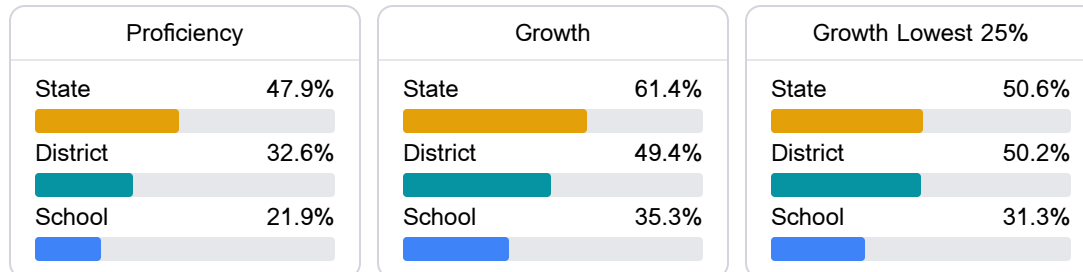 Proficiency
State 47.9%
District 32.6%
School 21.9%
Growth
State 61.4%
District 49.4%
School 35.3%
Growth Lowest 25%
State 50.6%
District 50.2%
School 31.3%